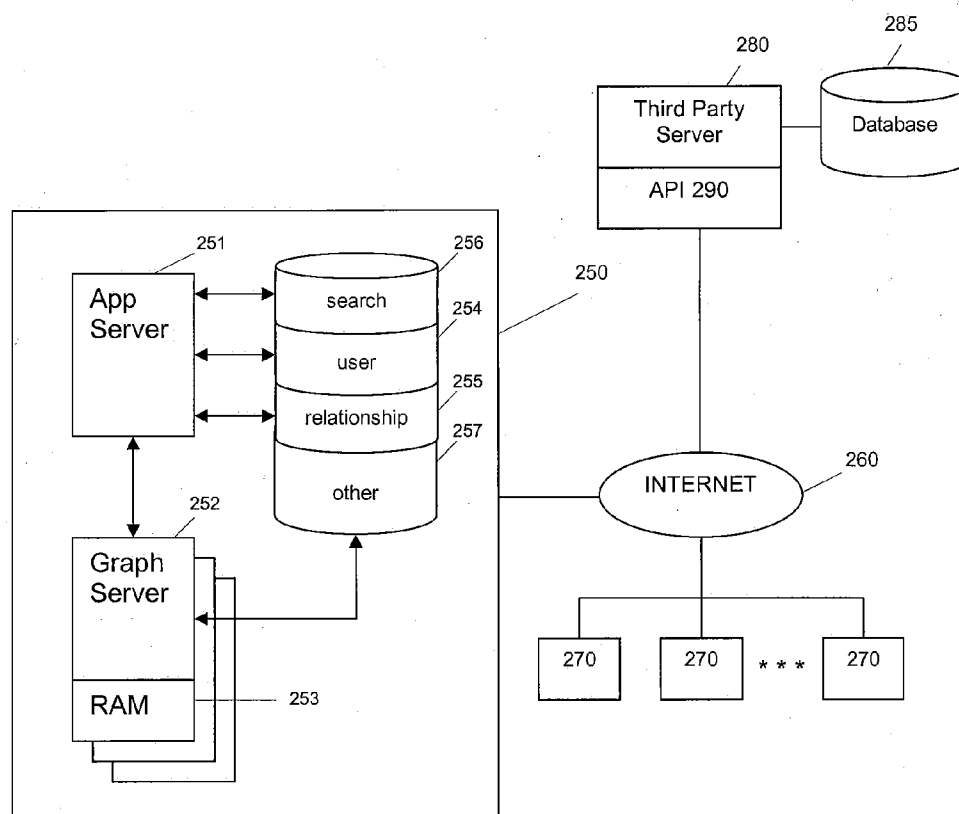 285
280
Third Party
Server
Database
API 290
251
256
250
App
Server
search
254
user
255
relationship
257
other
INTERNET
260
252
Graph
Server
RAM
253
270
270
* * *
270